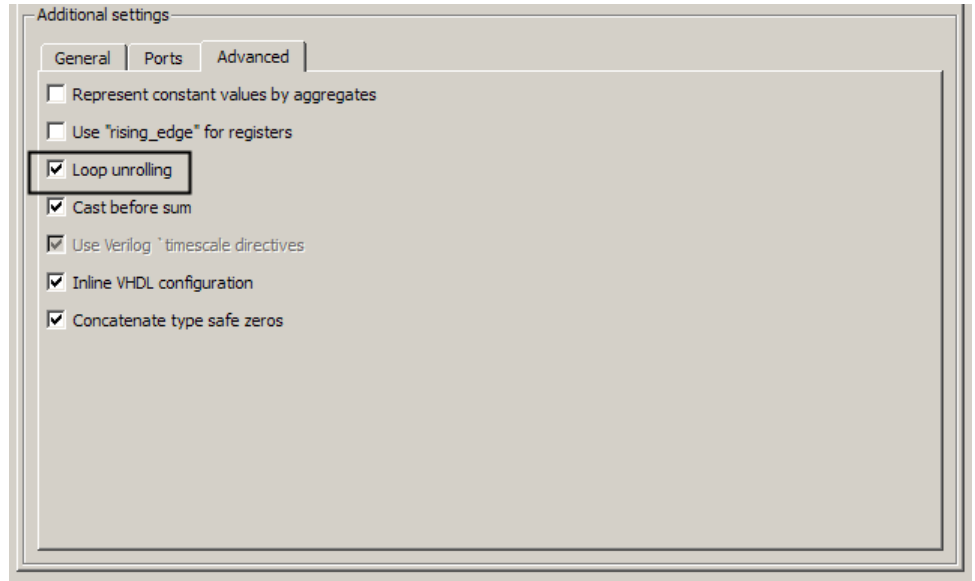 Additional settings
General Ports Advanced
Represent constant values by aggregates
Use "rising_edge" for registers
Loop unrolling
Cast before sum
Use Verilog `timescale directives
Inline VHDL configuration
Concatenate type safe zeros